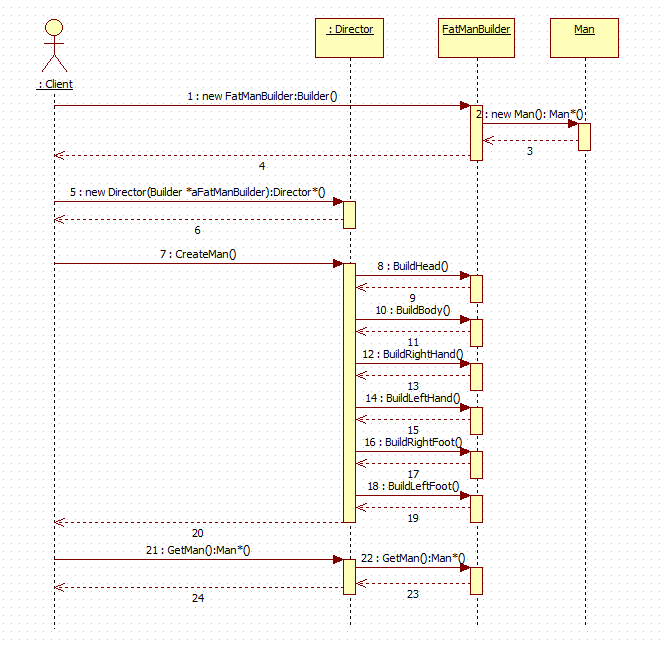 : Director
FatManBuilder
Man
: Client
1 : new FatManBuilder:Builder()
2 : new Man(): Man*()
3
4
5 : new Director(Builder *aFatManBuilder):Director*()
6
7 : CreateMan()
8 : BuildHead()
9
10 : BuildBody()
11
12 : BuildRightHand()
13
14 : BuildLeftHand()
15
16 : BuildRightFoot()
17
18 : BuildLeftFoot()
19
20
21 : GetMan():Man*()
22 : GetMan():Man*()
23
24